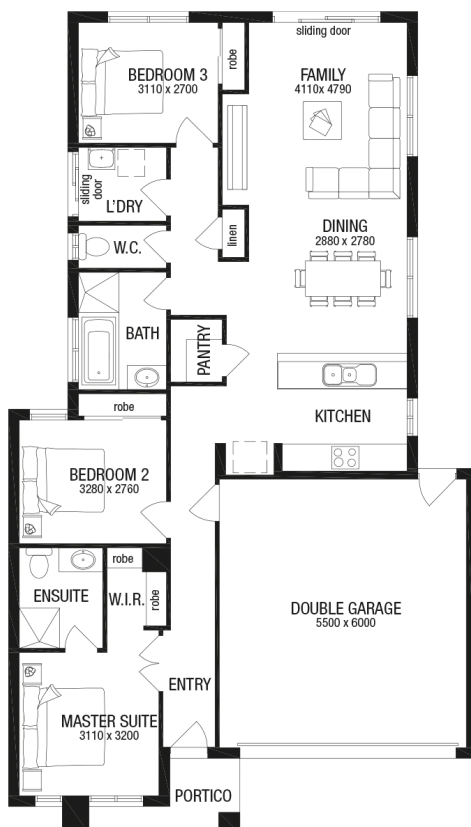 sliding door
BEDROOM 3
3110 x 2700
robe
FAMILY
4110x 4790
sliding door
L'DRY
W.C.
linen
DINING
2880 x 2780
BATH
PANTRY
robe
KITCHEN
BEDROOM 2
3280 x 2760
robe
ENSUITE
W.I.R.
robe
DOUBLE GARAGE
5500 x 6000
ENTRY
MASTER SUITE
3110 x 3200
PORTICO